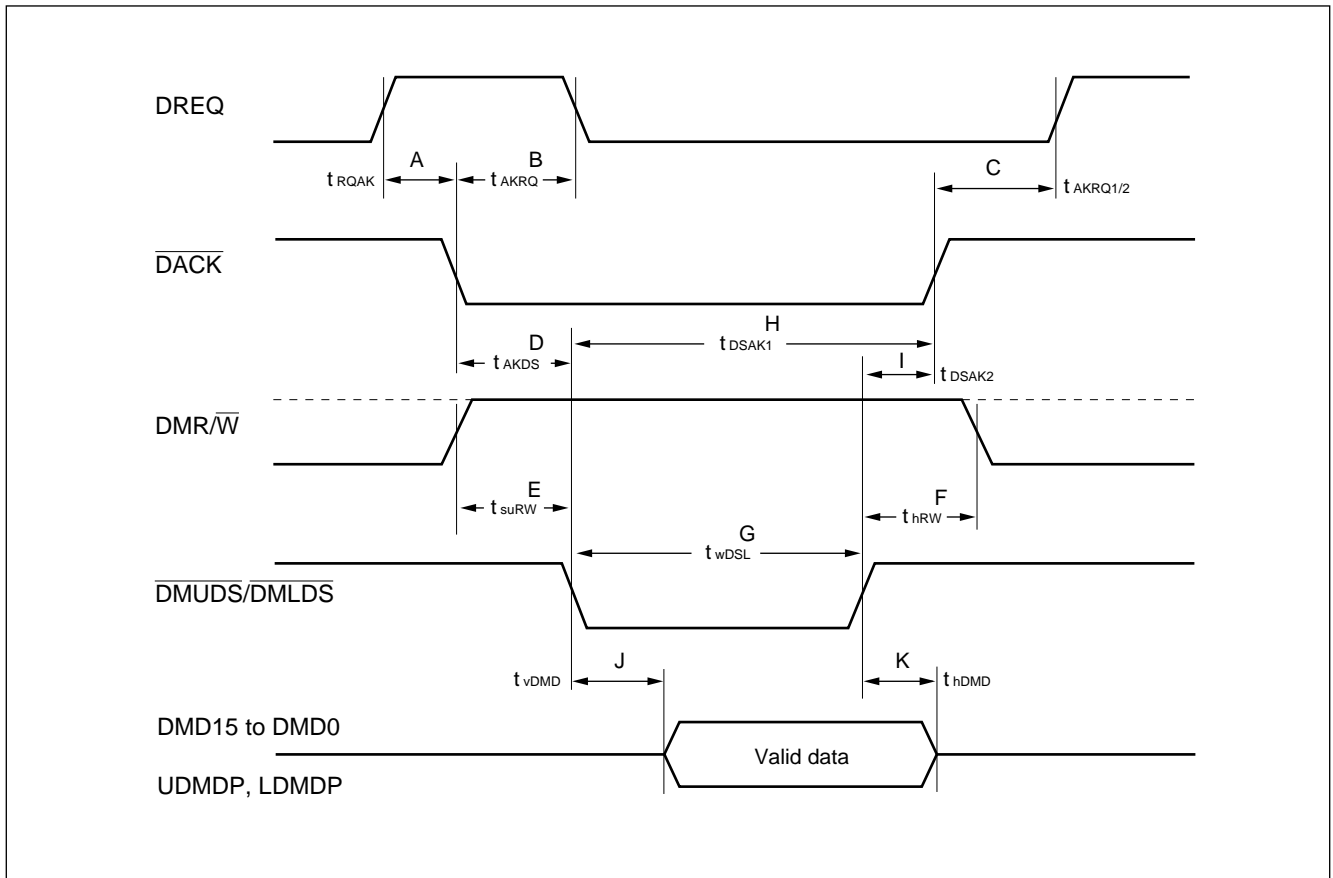 DREQ
A
B
t RQAK
t AKRQ
C
t AKRQ1/2
DACK
D
t AKDS
H
t DSAK1
I
t DSAK2
DMR/W
E
t suRW
F
t hRW
G
t wDSL
DMUDS/DMLDS
J
t vDMD
K
t hDMD
DMD15 to DMD0
Valid data
UDMDP, LDMDP